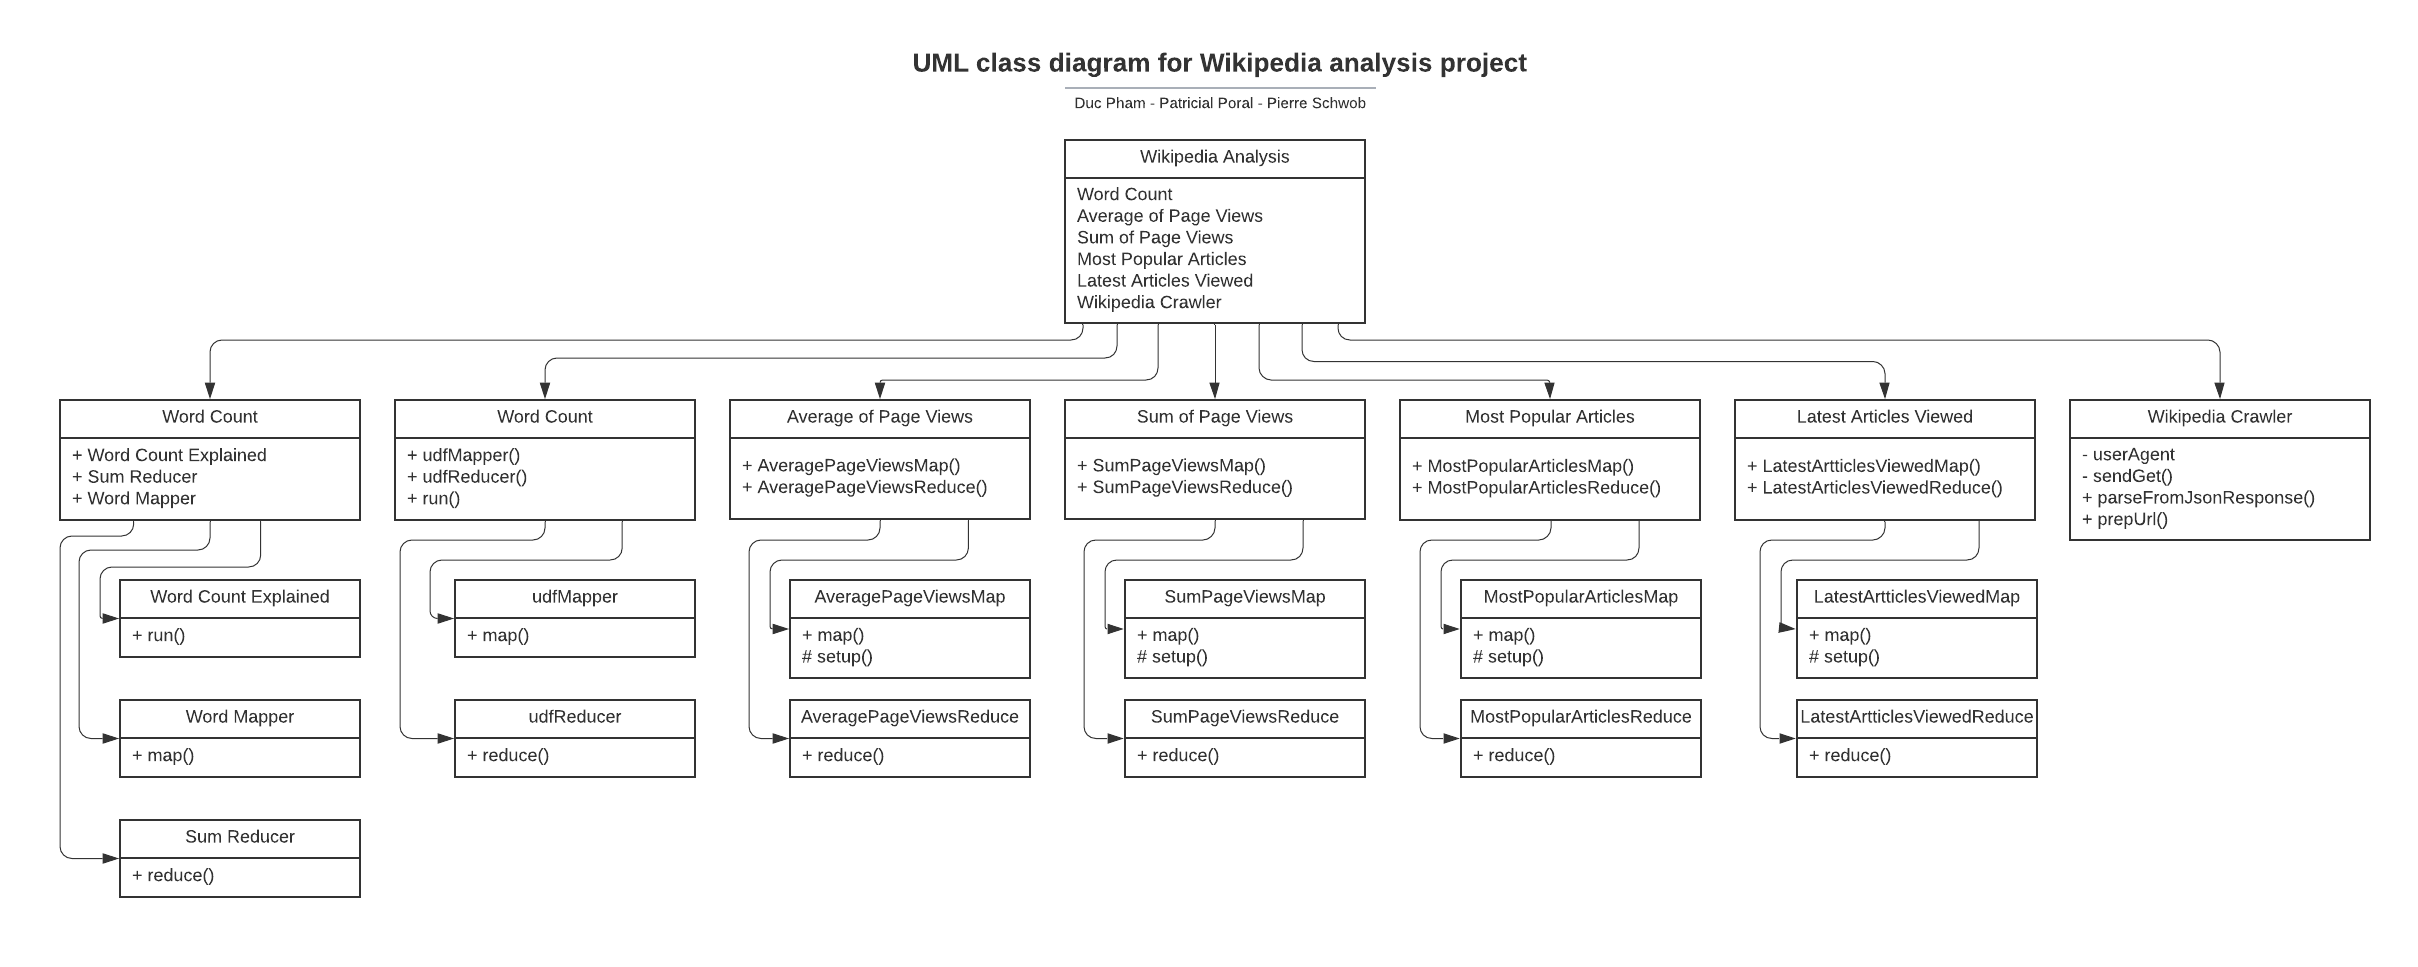 UML class diagram for Wikipedia analysis project
Duc Pham - Patricial Poral - Pierre Schwob
Wikipedia Analysis
Word Count
Average of Page Views
Sum of Page Views
Most Popular Articles
Latest Articles Viewed
Wikipedia Crawler
Word Count
+ Word Count Explained
+ Sum Reducer
+ Word Mapper
Word Count
+ udfMapper()
+ udfReducer()
+ run()
Average of Page Views
+ AveragePageViewsMap()
+ AveragePageViewsReduce()
Sum of Page Views
+ SumPageViewsMap()
+ SumPageViewsReduce()
Most Popular Articles
+ MostPopularArticlesMap()
+ MostPopularArticlesReduce()
Latest Articles Viewed
+ LatestArtticlesViewedMap()
+ LatestArticlesViewedReduce()
Wikipedia Crawler
- userAgent
- sendGet()
+ parseFromJsonResponse()
+ prepUrl()
Word Count Explained
+ run()
udfMapper
+ map()
AveragePageViewsMap
+ map()
# setup()
SumPageViewsMap
+ map()
# setup()
MostPopularArticlesMap
+ map()
# setup()
LatestArtticlesViewedMap
+ map()
# setup()
Word Mapper
+ map()
udfReducer
+ reduce()
AveragePageViewsReduce
+ reduce()
SumPageViewsReduce
+ reduce()
MostPopularArticlesReduce
+ reduce()
LatestArtticlesViewedReduce
+ reduce()
Sum Reducer
+ reduce()